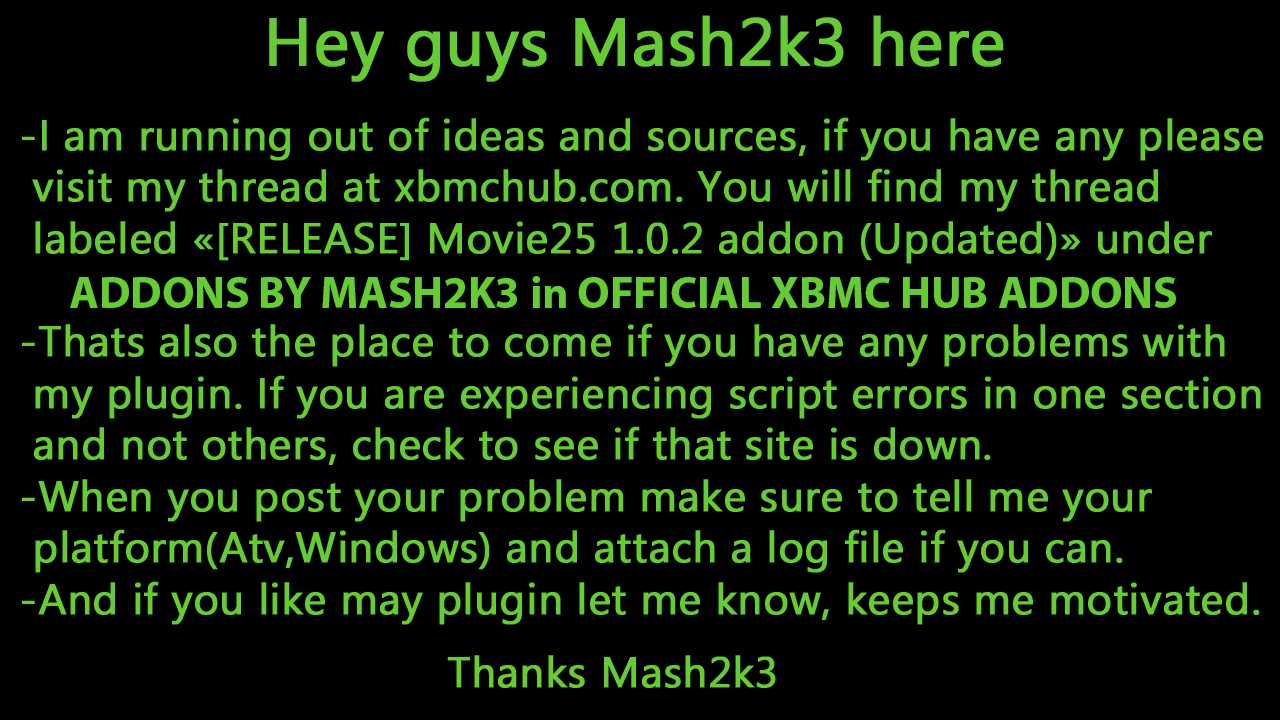 Hey guys Mash2k3 here
-I am running out of ideas and sources, if you have any please
visit my thread at xbmchub.com. You will find my thread
labeled «[RELEASE] Movie25 1.0.2 addon (Updated)» under
ADDONS BY MASH2K3 in OFFICIAL XBMC HUB ADDONS
-Thats also the place to come if you have any problems with
my plugin. If you are experiencing script errors in one section
and not others, check to see if that site is down.
-When you post your problem make sure to tell me your
platform(Atv,Windows) and attach a log file if you can.
-And if you like may plugin let me know, keeps me motivated.
Thanks Mash2k3